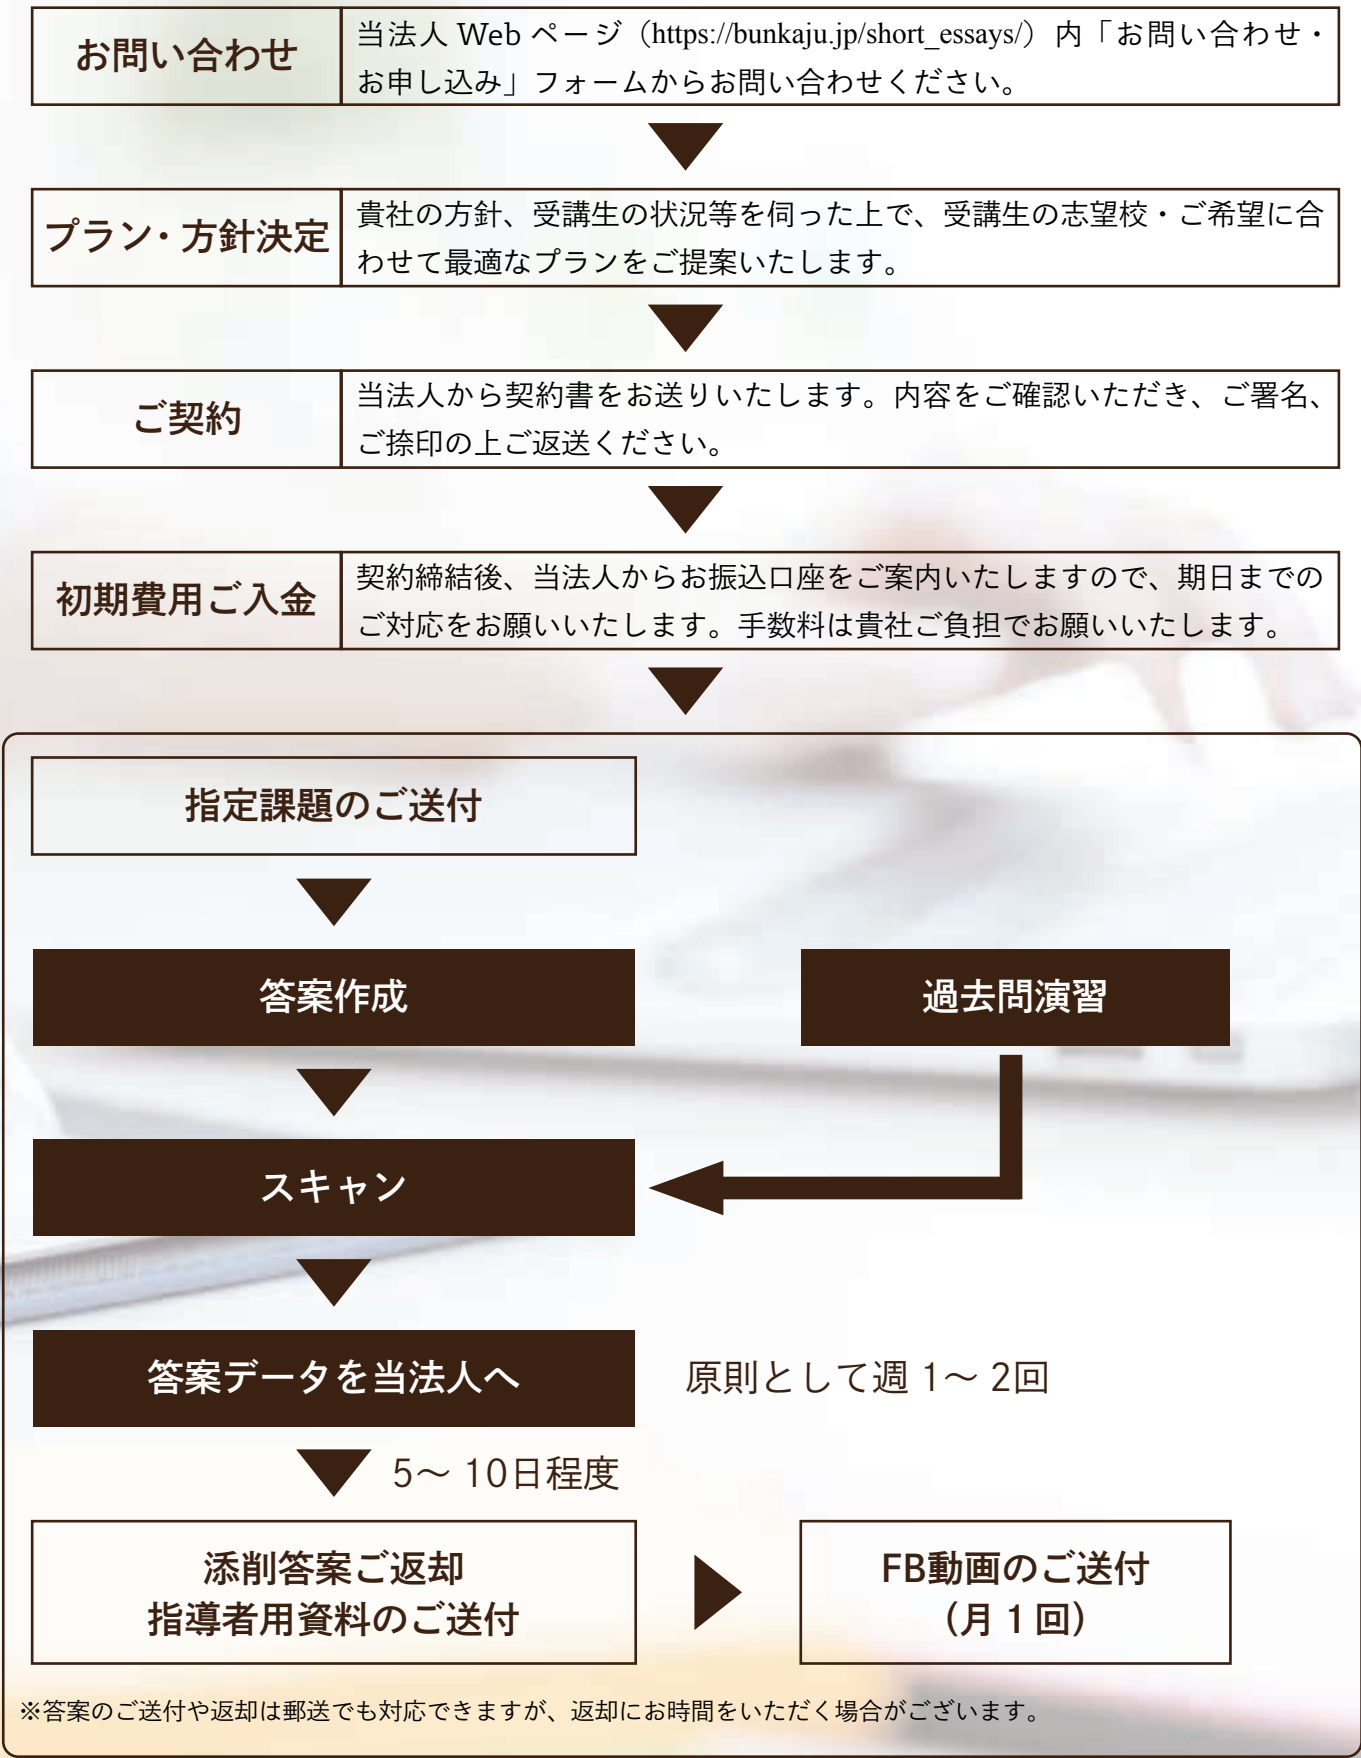 お問い合わせ
当法人 Web ページ（https://bunkaju.jp/short_essays/）内「お問い合わせ・
お申し込み」フォームからお問い合わせください。
プラン・方針決定
貴社の方針、受講生の状況等を伺った上で、受講生の志望校・ご希望に合
わせて最適なプランをご提案いたします。
ご契約
当法人から契約書をお送りいたします。内容をご確認いただき、ご署名、
ご捺印の上ご返送ください。
初期費用ご入金
契約締結後、当法人からお振込口座をご案内いたしますので、期日までの
ご対応をお願いいたします。手数料は貴社ご負担でお願いいたします。
指定課題のご送付
答案作成
過去問演習
スキャン
答案データを当法人へ
原則として週 1〜 2回
5〜 10日程度
添削答案ご返却
指導者用資料のご送付
FB動画のご送付
（月 1 回）
※答案のご送付や返却は郵送でも対応できますが、返却にお時間をいただく場合がございます。